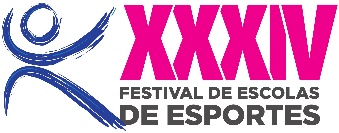 XXXIV
FESTIVAL DE ESCOLAS
DE ESPORTES